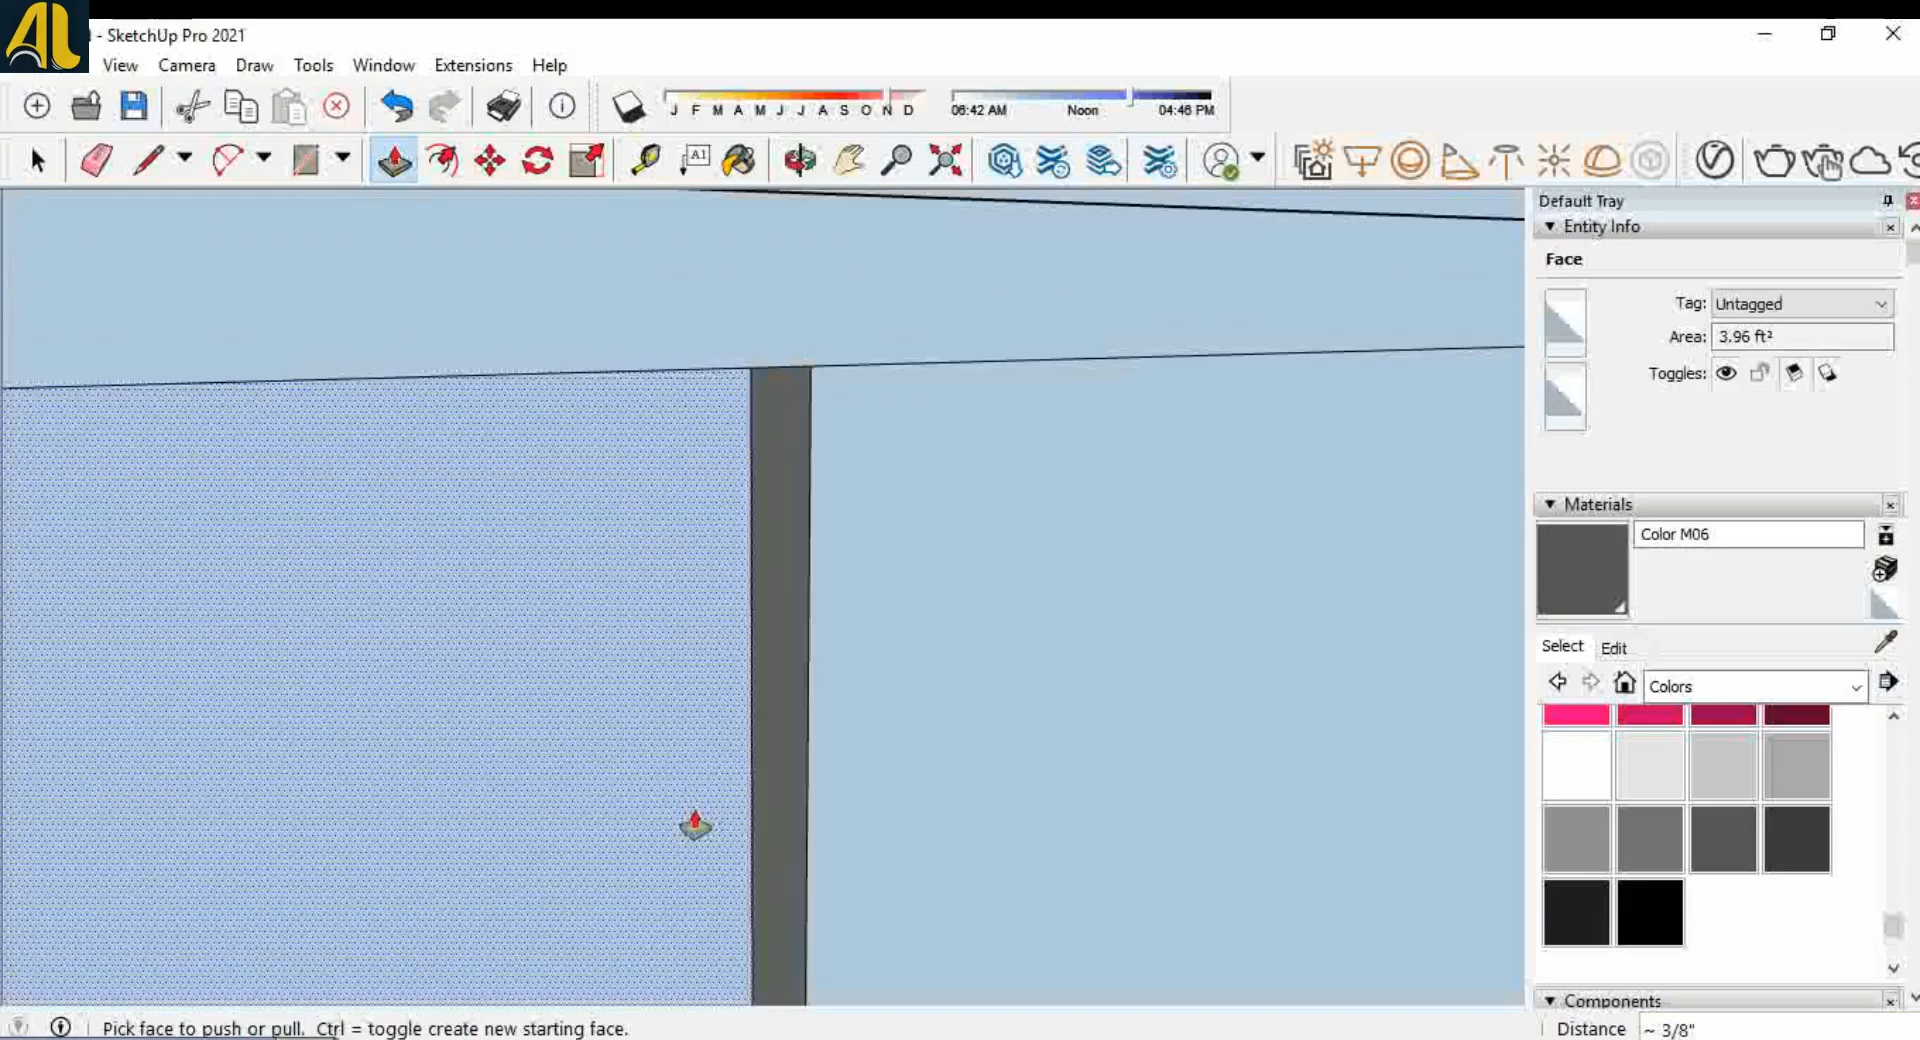 AL
- SketchUp Pro 2021
View Camera Draw Tools Window Extensions Help
J F M A M J J A S O N D
06:42 AM Noon 04:46 PM
A1
Default Tray
Entity Info
Face
Tag: Untagged
Area: 3.96 ft²
Toggles:
Materials
Color M06
Select Edit
Colors
Components
Pick face to push or pull. Ctrl = toggle create new starting face.
Distance ~ 3/8"